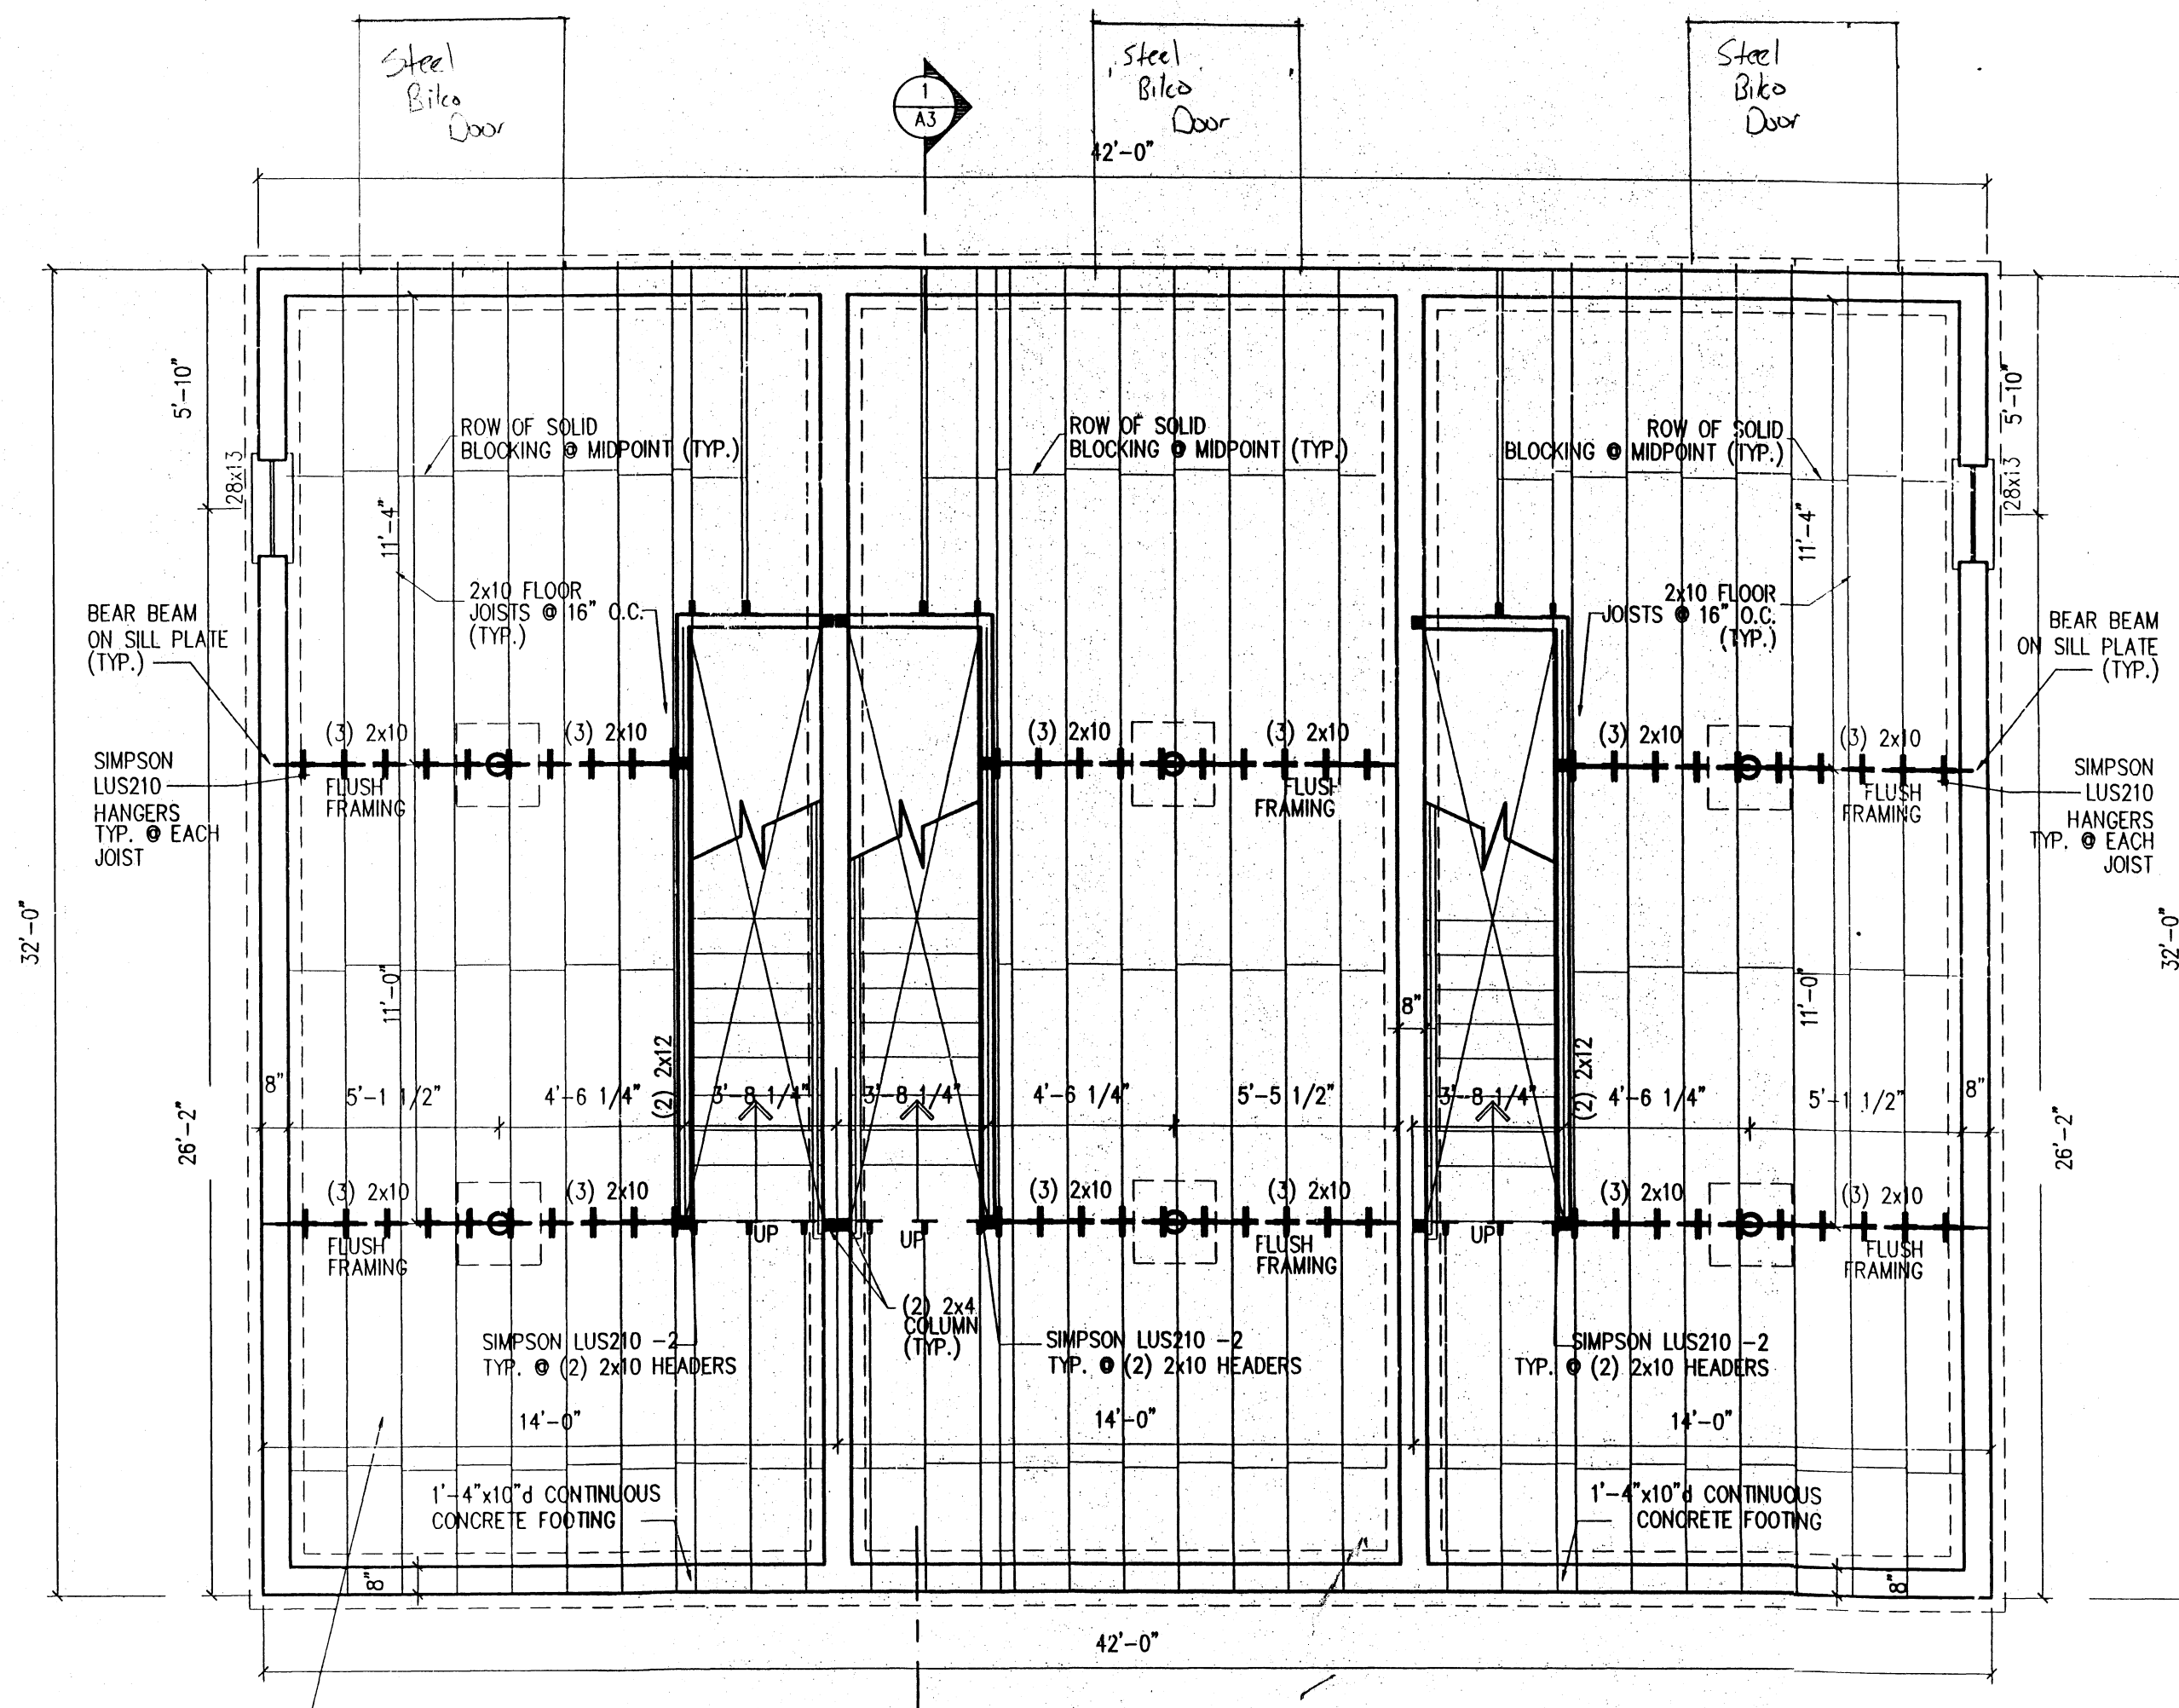 Steel
Bilco
Door
Steel
Bilco
Door
Steel
Bilco
Door
1
A3
42'-0"
5'-10"
5'-10"
28x13
28x13
ROW OF SOLID
BLOCKING @ MIDPOINT (TYP.)
ROW OF SOLID
BLOCKING @ MIDPOINT (TYP.)
ROW OF SOLID
BLOCKING @ MIDPOINT (TYP.)
11'-4"
11'-4"
2x10 FLOOR
JOISTS @ 16" O.C.
(TYP.)
2x10 FLOOR
JOISTS @ 16" O.C.
(TYP.)
BEAR BEAM
ON SILL PLATE
(TYP.)
BEAR BEAM
ON SILL PLATE
(TYP.)
(3) 2x10
(3) 2x10
(3) 2x10
(3) 2x10
(3) 2x10
(3) 2x10
SIMPSON
LUS210
HANGERS
TYP. @ EACH
JOIST
FLUSH
FRAMING
FLUSH
FRAMING
FLUSH
FRAMING
SIMPSON
LUS210
HANGERS
TYP. @ EACH
JOIST
32'-0"
32'-0"
11'-0"
11'-0"
8"
(2) 2x12
(2) 2x12
8"
5'-1 1/2"
4'-6 1/4"
3'-8 1/4"
3'-8 1/4"
4'-6 1/4"
5'-5 1/2"
3'-8 1/4"
4'-6 1/4"
5'-1 1/2"
8"
26'-2"
26'-2"
(3) 2x10
(3) 2x10
(3) 2x10
(3) 2x10
(3) 2x10
(3) 2x10
FLUSH
FRAMING
UP
UP
FLUSH
FRAMING
UP
FLUSH
FRAMING
(2) 2x4
COLUMN
(TYP.)
SIMPSON LUS210 -2
TYP. @ (2) 2x10 HEADERS
SIMPSON LUS210 -2
TYP. @ (2) 2x10 HEADERS
SIMPSON LUS210 -2
TYP. @ (2) 2x10 HEADERS
14'-0"
14'-0"
14'-0"
1'-4"x10"d CONTINUOUS
CONCRETE FOOTING
1'-4"x10"d CONTINUOUS
CONCRETE FOOTING
8"
8"
42'-0"